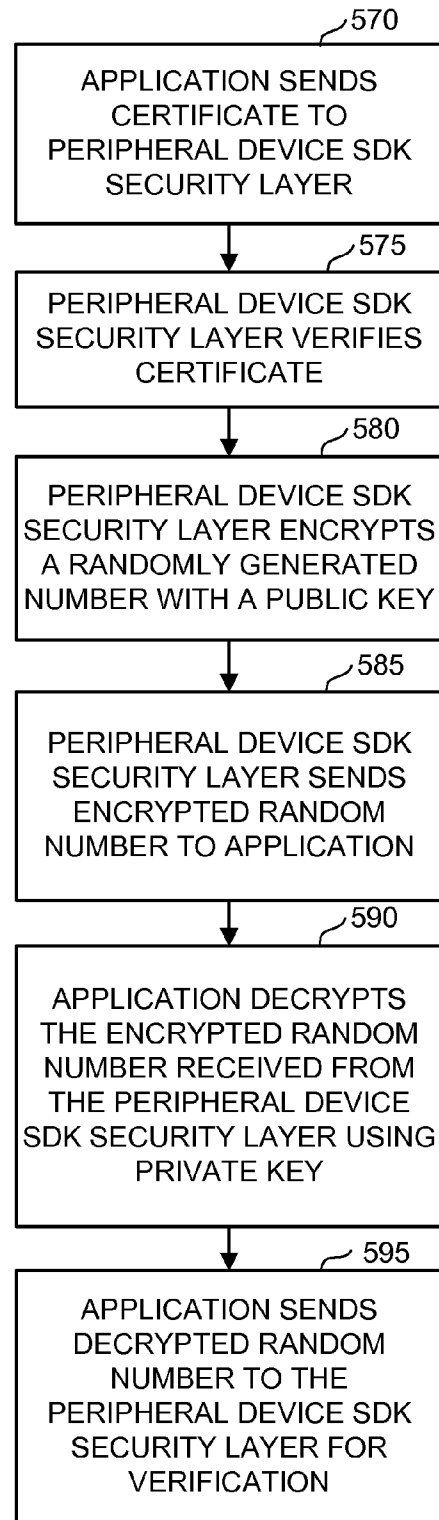 570
APPLICATION SENDS
CERTIFICATE TO
PERIPHERAL DEVICE SDK
SECURITY LAYER
575
PERIPHERAL DEVICE SDK
SECURITY LAYER VERIFIES
CERTIFICATE
580
PERIPHERAL DEVICE SDK
SECURITY LAYER ENCRYPTS
A RANDOMLY GENERATED
NUMBER WITH A PUBLIC KEY
585
PERIPHERAL DEVICE SDK
SECURITY LAYER SENDS
ENCRYPTED RANDOM
NUMBER TO APPLICATION
590
APPLICATION DECRYPTS
THE ENCRYPTED RANDOM
NUMBER RECEIVED FROM
THE PERIPHERAL DEVICE
SDK SECURITY LAYER USING
PRIVATE KEY
595
APPLICATION SENDS
DECRYPTED RANDOM
NUMBER TO THE
PERIPHERAL DEVICE SDK
SECURITY LAYER FOR
VERIFICATION